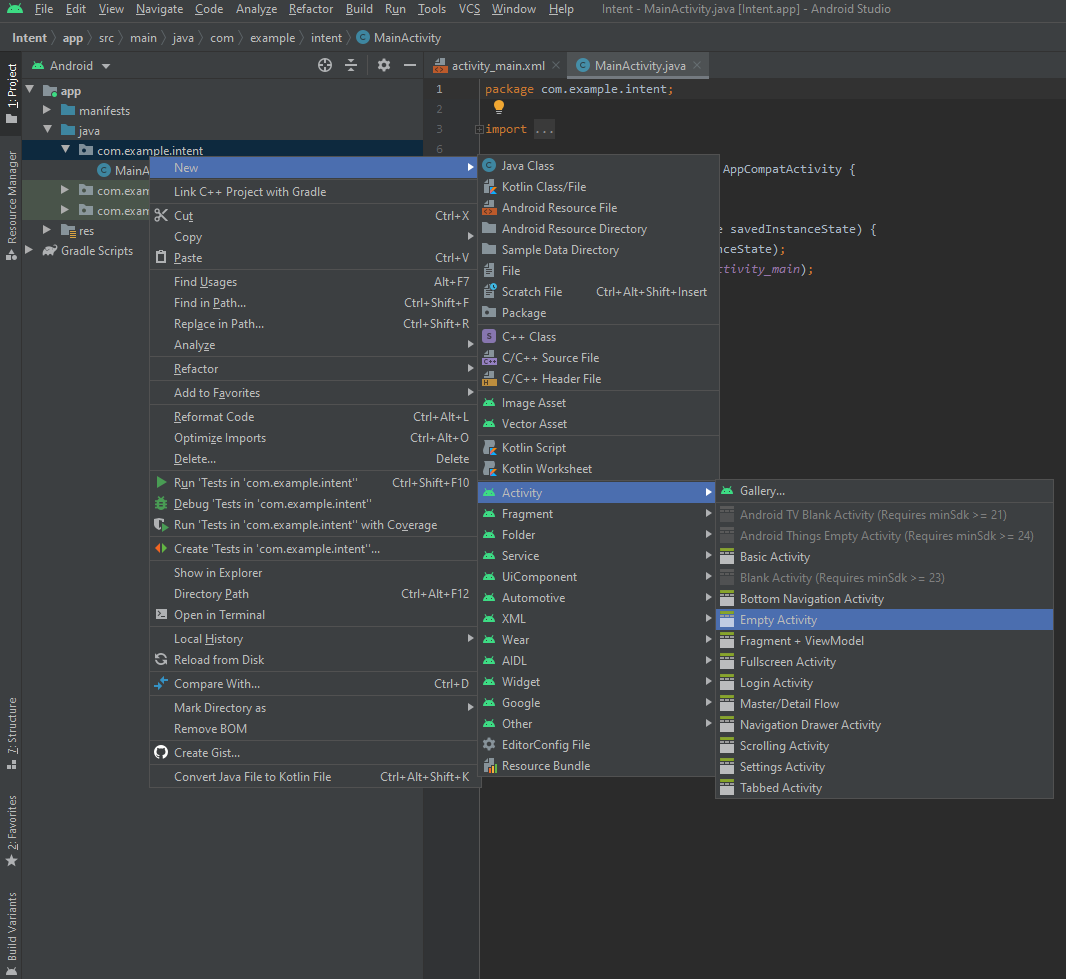 File Edit View Navigate Code Analyze Refactor Build Run Tools VCS Window Help Intent - MainActivity.java [Intent.app] - Android Studio
Intent app src main java com example intent MainActivity
Android
activity_main.xml
MainActivity.java
1: Project
Resource Manager
7: Structure
2: Favorites
Build Variants
app
manifests
java
com.example.intent
MainA
com.exam
com.exam
res
Gradle Scripts
1 package com.example.intent;
2
3 import ...
6
AppCompatActivity {
savedInstanceState) {
nceState);
ctivity_main);
New
Link C++ Project with Gradle
Cut Ctrl+X
Copy
Paste Ctrl+V
Find Usages Alt+F7
Find in Path... Ctrl+Shift+F
Replace in Path... Ctrl+Shift+R
Analyze
Refactor
Add to Favorites
Reformat Code Ctrl+Alt+L
Optimize Imports Ctrl+Alt+O
Delete... Delete
Run 'Tests in 'com.example.intent'' Ctrl+Shift+F10
Debug 'Tests in 'com.example.intent''
Run 'Tests in 'com.example.intent'' with Coverage
Create 'Tests in 'com.example.intent''...
Show in Explorer
Directory Path Ctrl+Alt+F12
Open in Terminal
Local History
Reload from Disk
Compare With... Ctrl+D
Mark Directory as
Remove BOM
Create Gist...
Convert Java File to Kotlin File Ctrl+Alt+Shift+K
Java Class
Kotlin Class/File
Android Resource File
Android Resource Directory
Sample Data Directory
File
Scratch File Ctrl+Alt+Shift+Insert
Package
C++ Class
C/C++ Source File
C/C++ Header File
Image Asset
Vector Asset
Kotlin Script
Kotlin Worksheet
Activity
Fragment
Folder
Service
UiComponent
Automotive
XML
Wear
AIDL
Widget
Google
Other
EditorConfig File
Resource Bundle
Gallery...
Android TV Blank Activity (Requires minSdk >= 21)
Android Things Empty Activity (Requires minSdk >= 24)
Basic Activity
Blank Activity (Requires minSdk >= 23)
Bottom Navigation Activity
Empty Activity
Fragment + ViewModel
Fullscreen Activity
Login Activity
Master/Detail Flow
Navigation Drawer Activity
Scrolling Activity
Settings Activity
Tabbed Activity